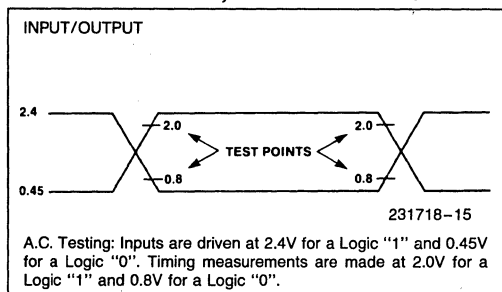 INPUT/OUTPUT
2.4
2.0
2.0
TEST POINTS
0.8
0.8
0.45
231718–15
A.C. Testing: Inputs are driven at 2.4V for a Logic "1" and 0.45V
for a Logic "0". Timing measurements are made at 2.0V for a
Logic "1" and 0.8V for a Logic "0".